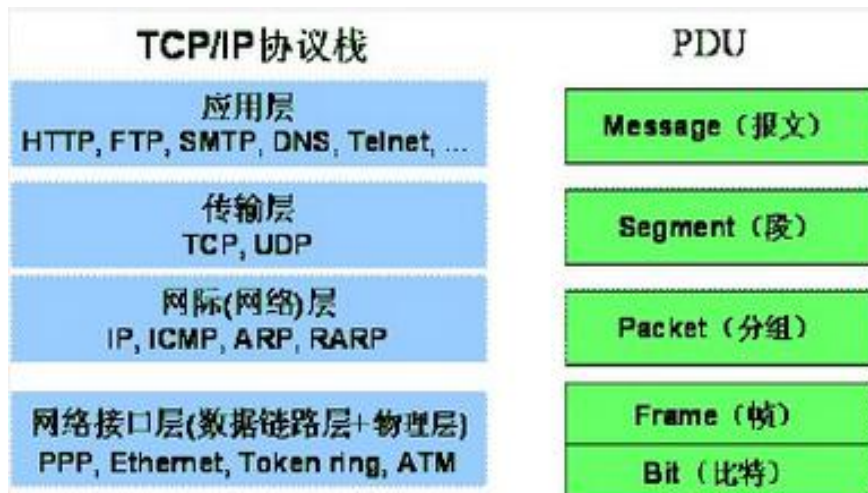 TCP/IP协议栈
PDU
应用层
HTTP, FTP, SMTP, DNS, Telnet, ...
Message（报文）
传输层
TCP, UDP
Segment（段）
网际(网络)层
IP, ICMP, ARP, RARP
Packet（分组）
网络接口层(数据链路层+物理层)
PPP, Ethernet, Token ring, ATM
Frame（帧）
Bit（比特）